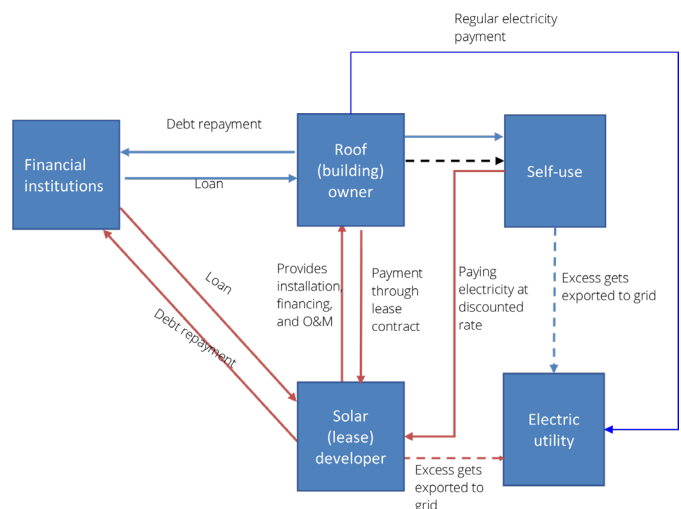 Regular electricity
payment
Debt repayment
Financial
institutions
Loan
Roof
(building)
owner
Self-use
Loan
Debt repayment
Provides
installation,
financing,
and O&M
Payment
through
lease
contract
Paying
electricity at
discounted
rate
Excess gets
exported to grid
Solar
(lease)
developer
Electric
utility
Excess gets
exported to
grid